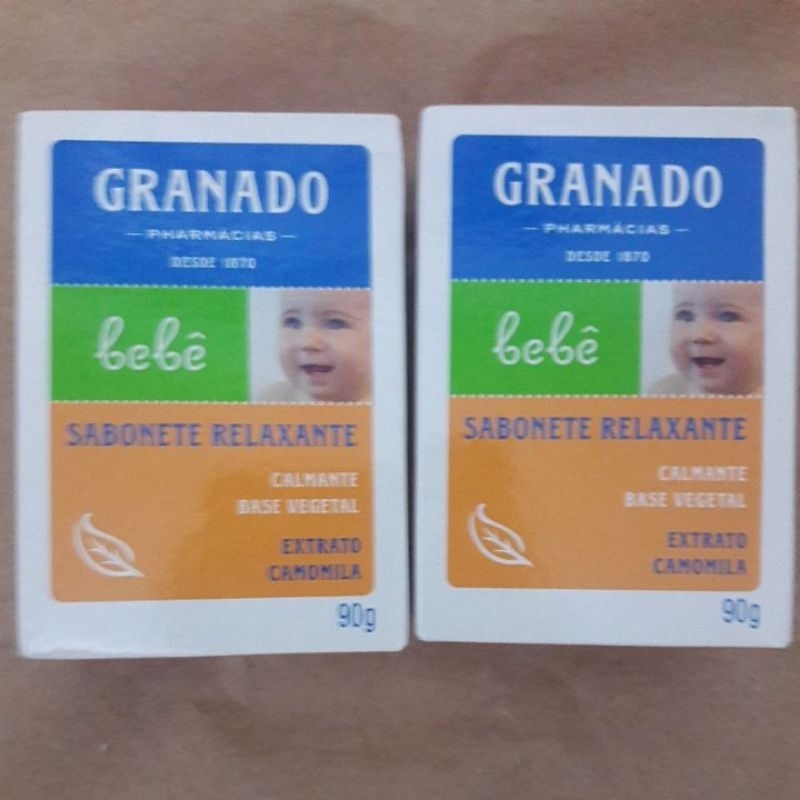 GRANADO
PHARMÁCIAS
DESDE 1870
bebê
SABONETE RELAXANTE
CALMANTE
BASE VEGETAL
EXTRATO
CAMOMILA
90g
GRANADO
PHARMÁCIAS
DESDE 1870
bebê
SABONETE RELAXANTE
CALMANTE
BASE VEGETAL
EXTRATO
CAMOMILA
90g